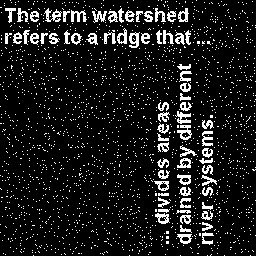 The term watershed
refers to a ridge that ...
... divides areas
drained by different
river systems.